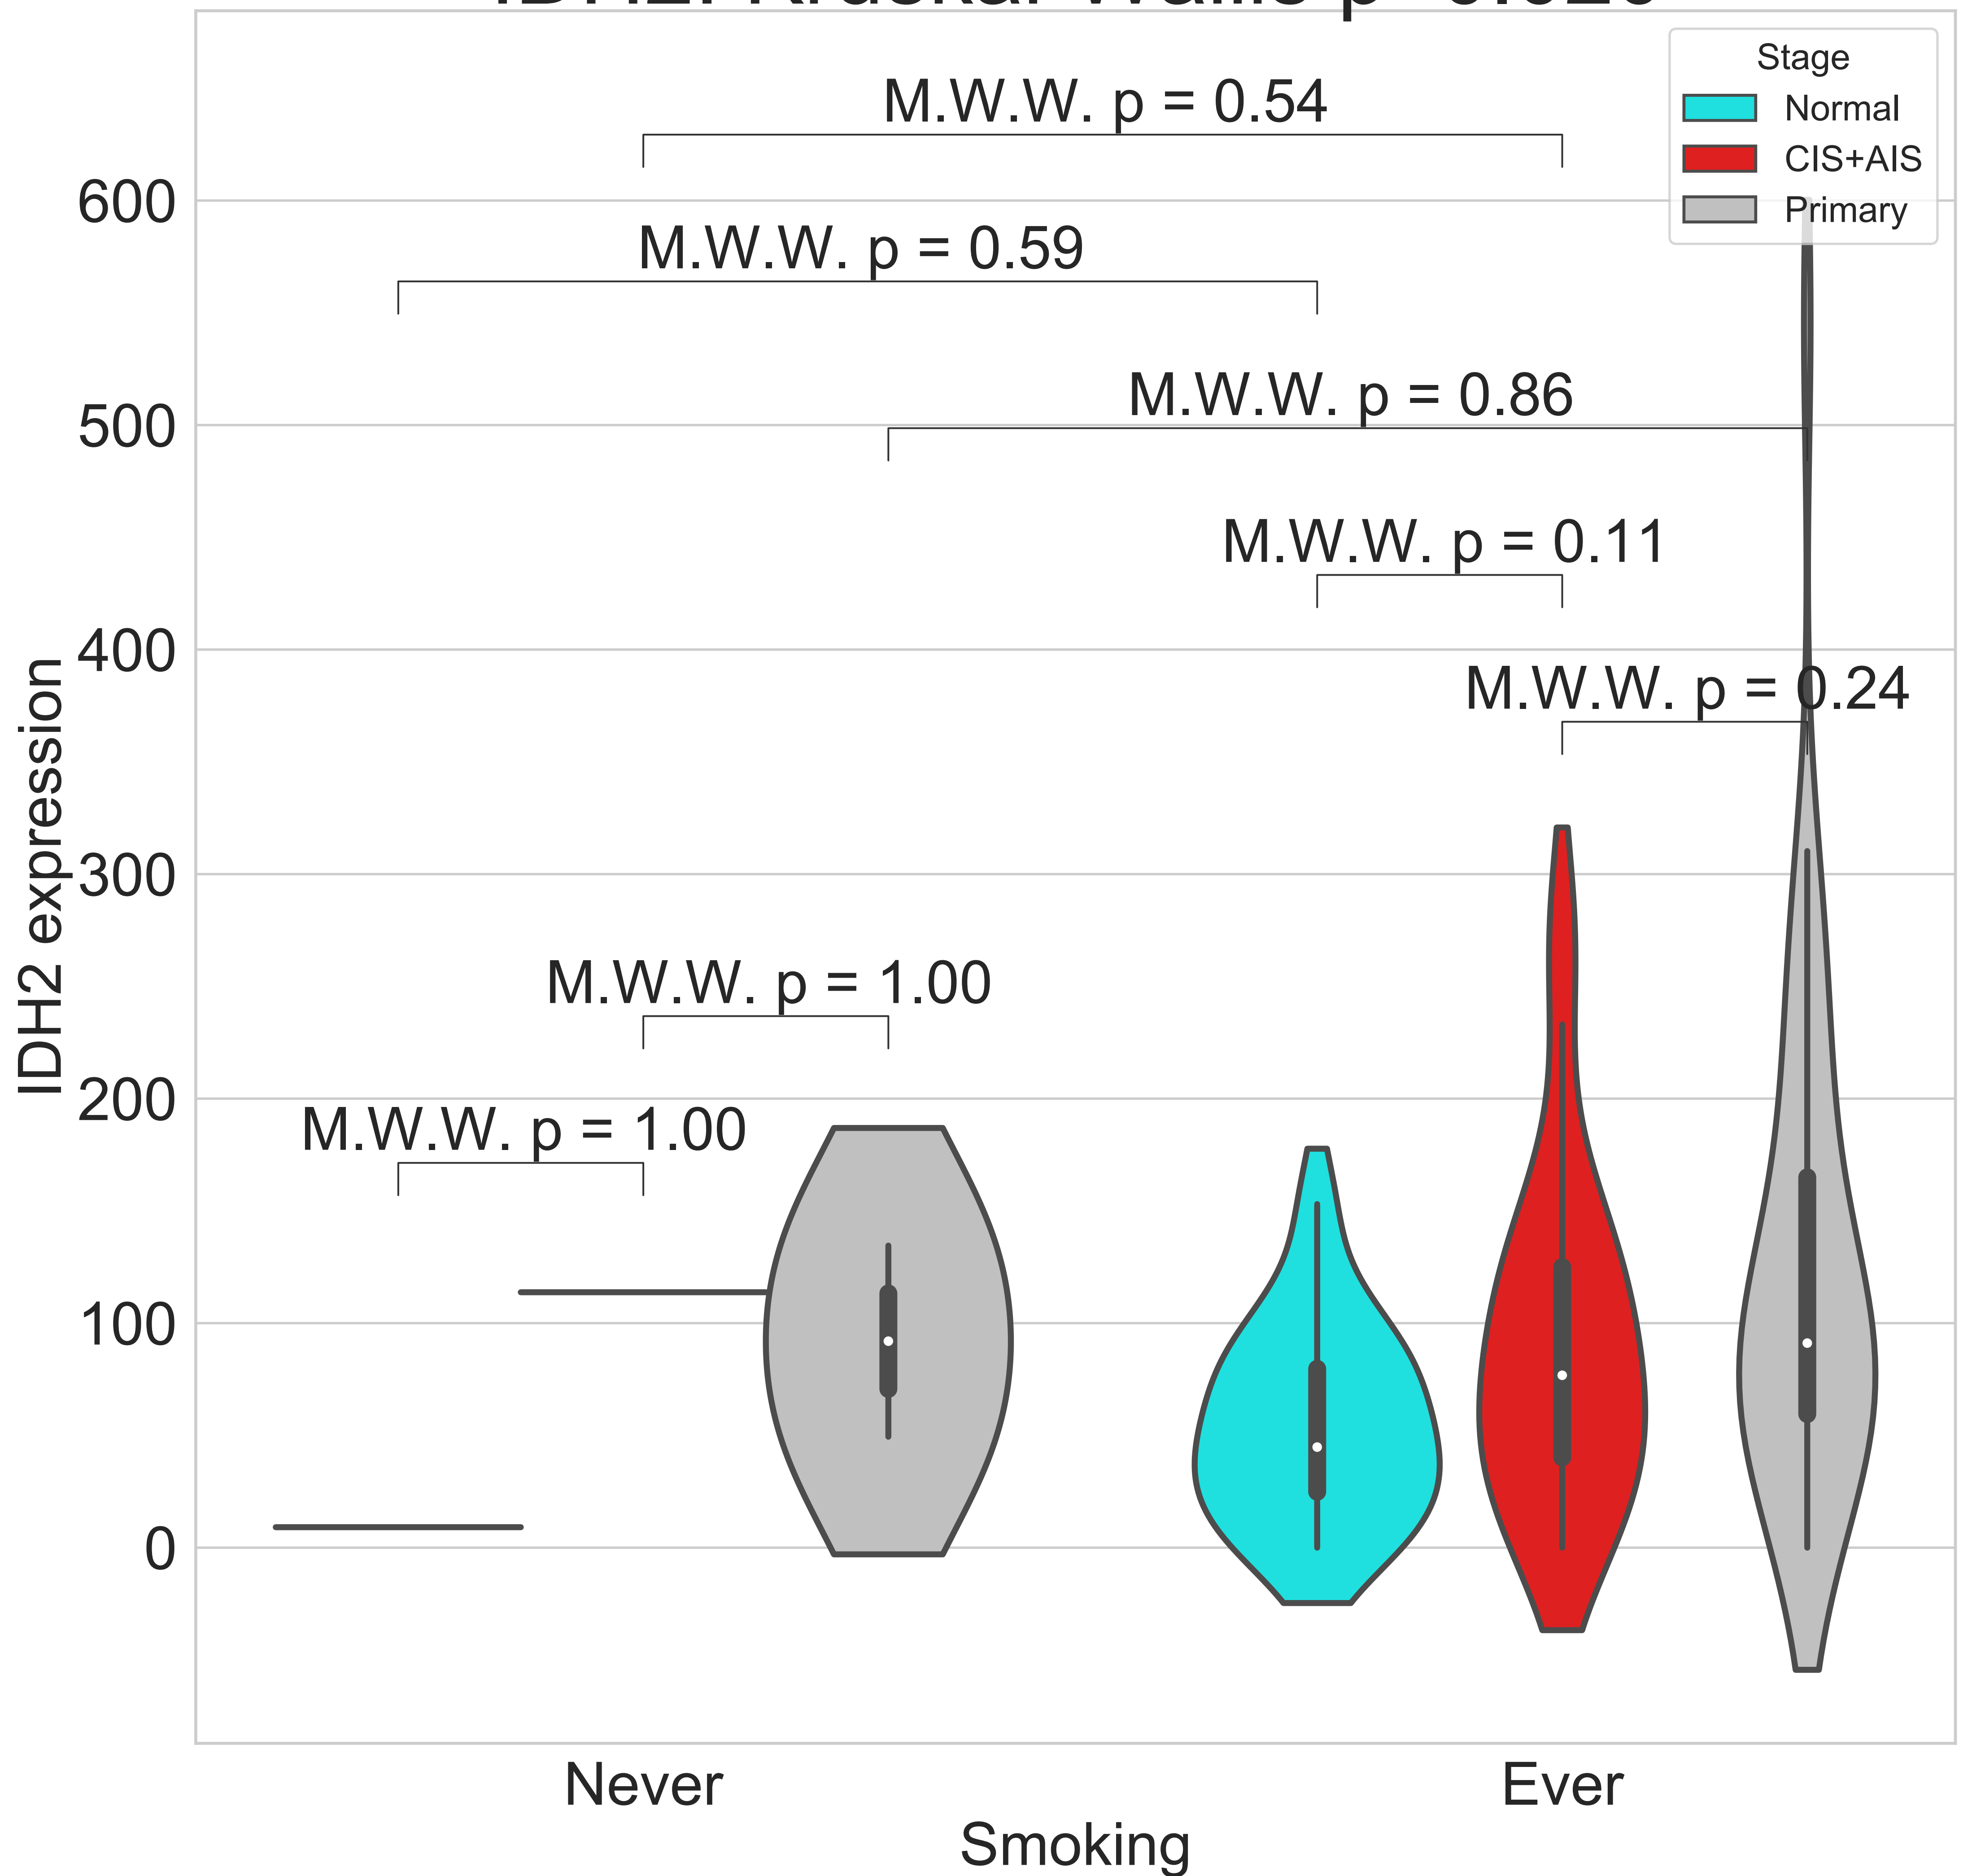 Stage
Normal
CIS+AIS
Primary
M.W.W. p = 0.54
M.W.W. p = 0.59
M.W.W. p = 0.86
M.W.W. p = 0.11
M.W.W. p = 0.24
M.W.W. p = 1.00
M.W.W. p = 1.00
600
500
400
300
200
100
0
IDH2 expression
Never
Ever
Smoking